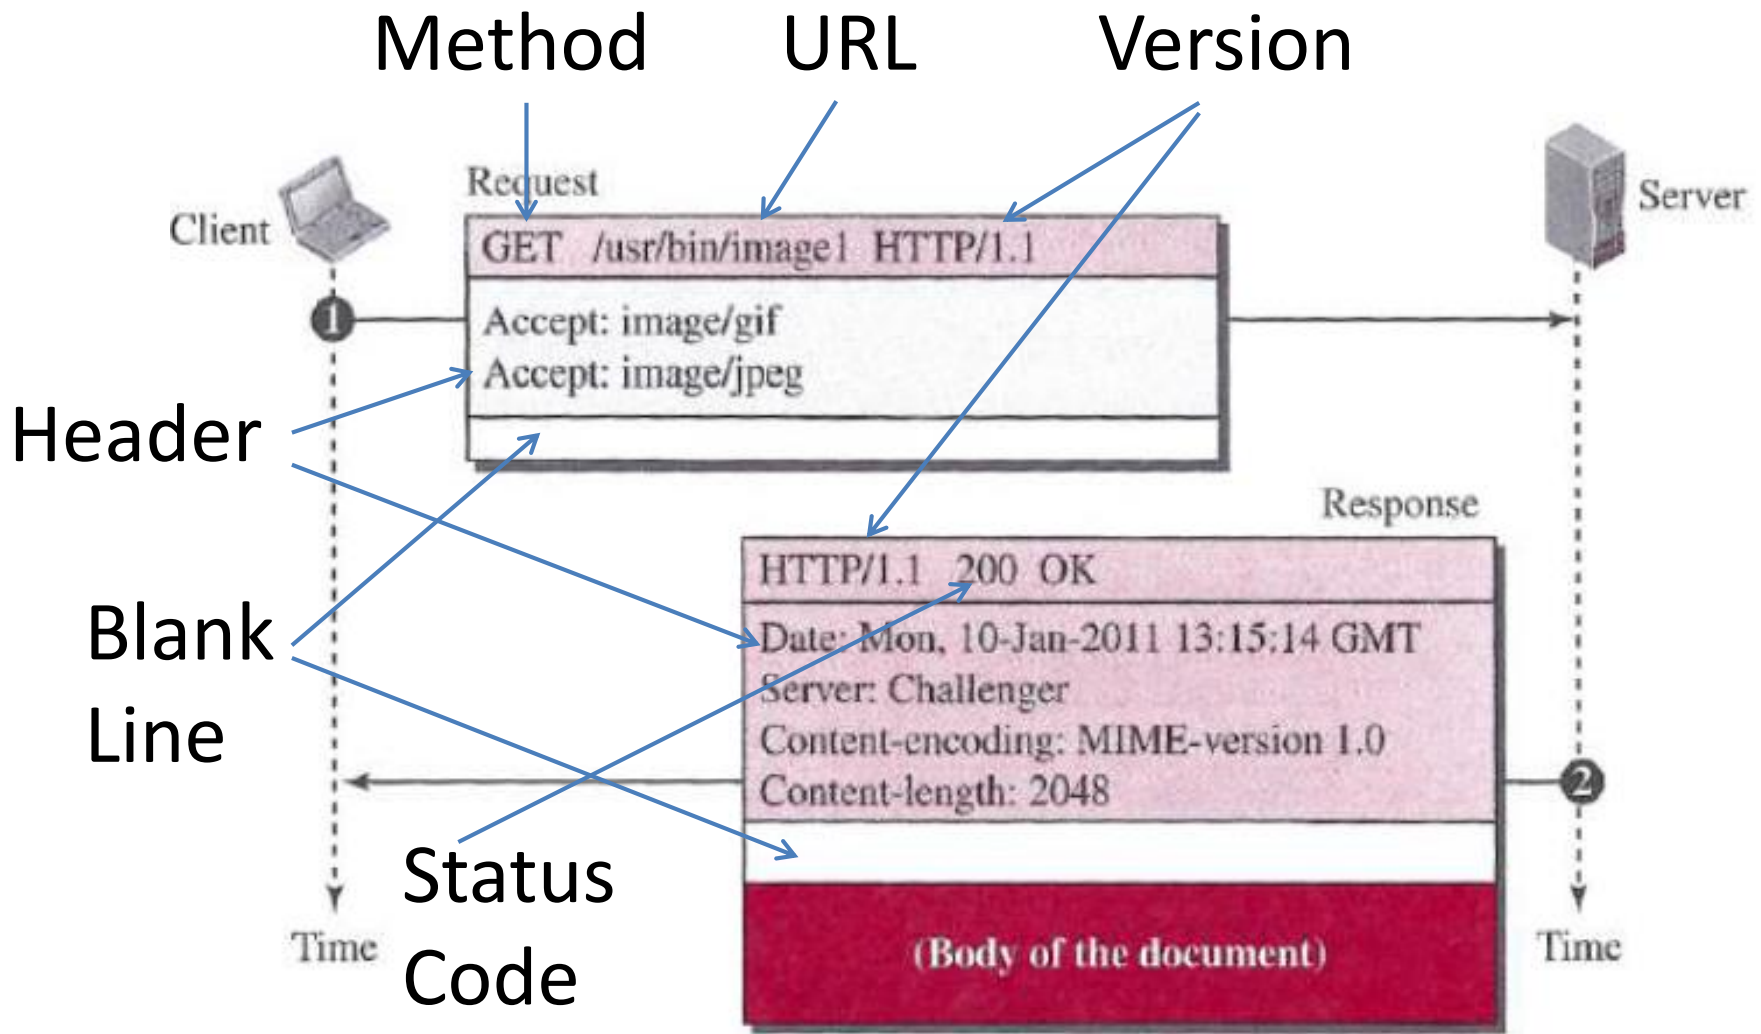 Method URL Version
Request
Client
Server
GET /usr/bin/image1 HTTP/1.1
1
Accept: image/gif
Accept: image/jpeg
Header
Response
HTTP/1.1 200 OK
Blank
Line
Date: Mon, 10-Jan-2011 13:15:14 GMT
Server: Challenger
Content-encoding: MIME-version 1.0
Content-length: 2048
2
Status
Code
Time
(Body of the document)
Time